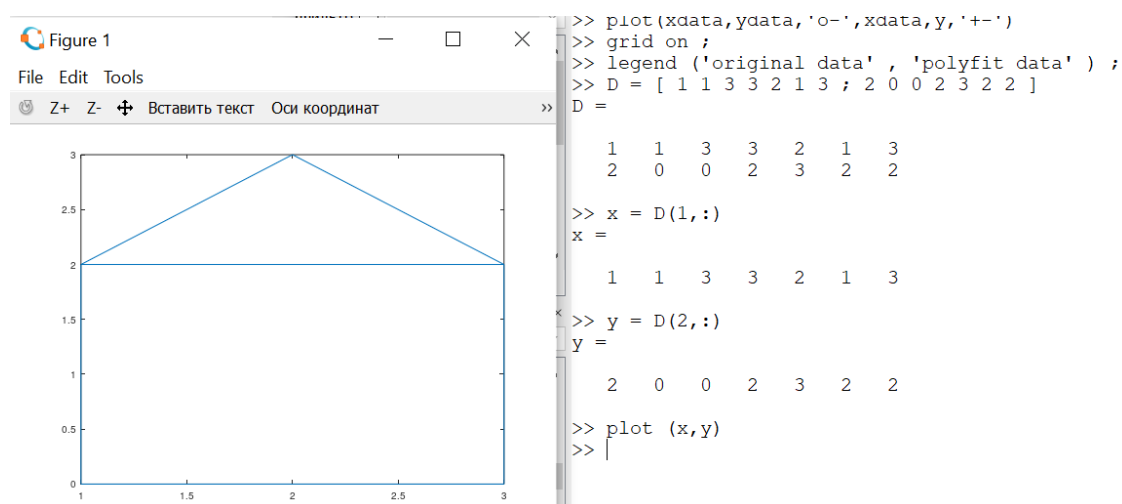 Figure 1
File Edit Tools
Z+ Z- Вставить текст Оси координат »
3
2.5
2
1.5
1
0.5
0
1 1.5 2 2.5 3
>> plot(xdata,ydata,'o-',xdata,y,'+-')
>> grid on ;
>> legend ('original data' , 'polyfit data' ) ;
>> D = [ 1 1 3 3 2 1 3 ; 2 0 0 2 3 2 2 ]
D =
1 1 3 3 2 1 3
2 0 0 2 3 2 2
>> x = D(1,:)
x =
1 1 3 3 2 1 3
>> y = D(2,:)
y =
2 0 0 2 3 2 2
>> plot (x,y)
>>